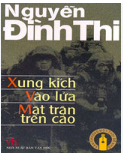 Nguyễn
Đình Thi
Xung kích
Vào lửa
Mặt trận
trên cao